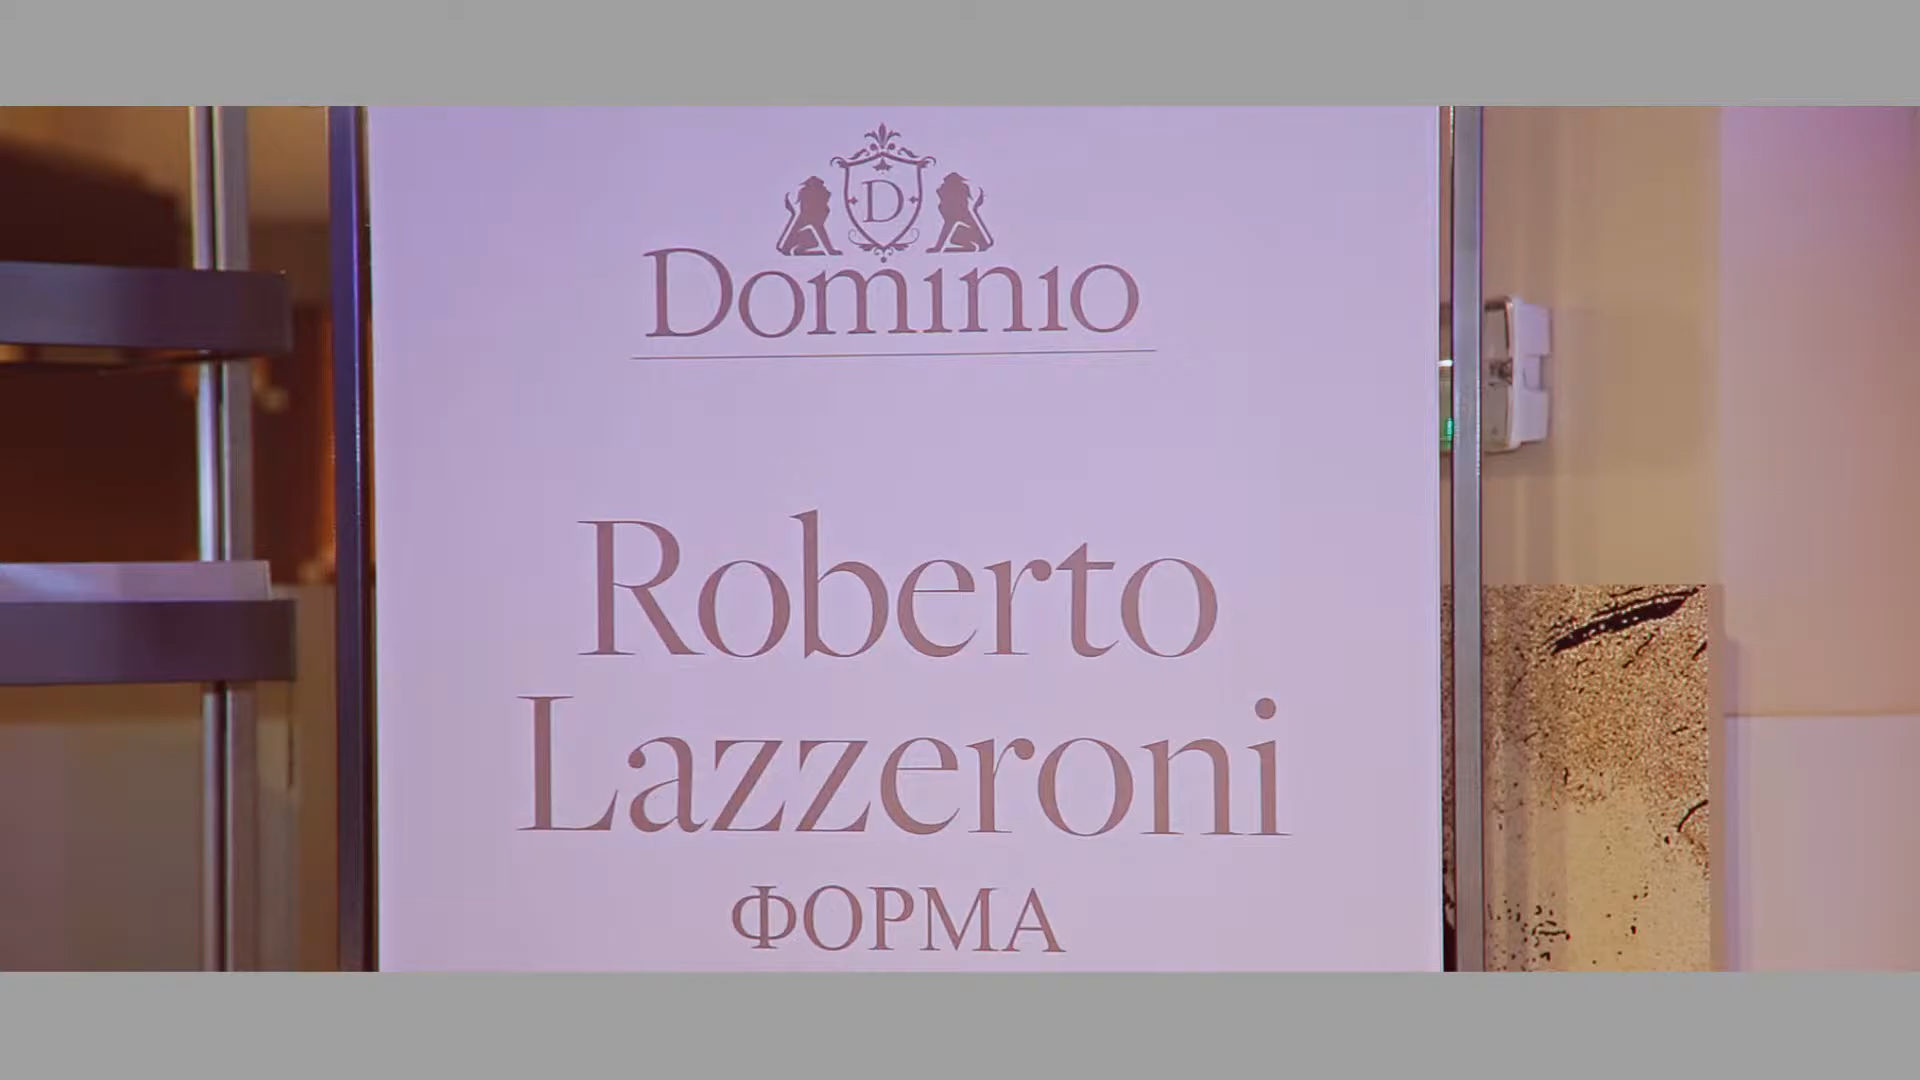 D
Dominio
Roberto
Lazzeroni
ФОРМА